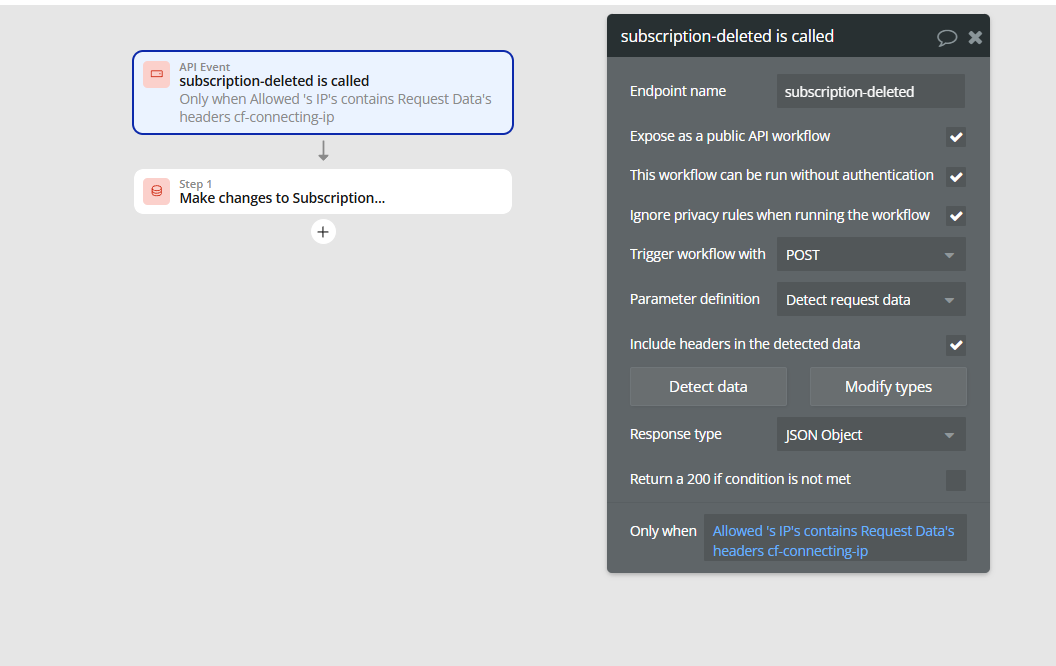 API Event
subscription-deleted is called
Only when Allowed 's IP's contains Request Data's
headers cf-connecting-ip
Step 1
Make changes to Subscription...
subscription-deleted is called
Endpoint name
subscription-deleted
Expose as a public API workflow
This workflow can be run without authentication
Ignore privacy rules when running the workflow
Trigger workflow with
POST
Parameter definition
Detect request data
Include headers in the detected data
Detect data
Modify types
Response type
JSON Object
Return a 200 if condition is not met
Only when
Allowed 's IP's contains Request Data's
headers cf-connecting-ip